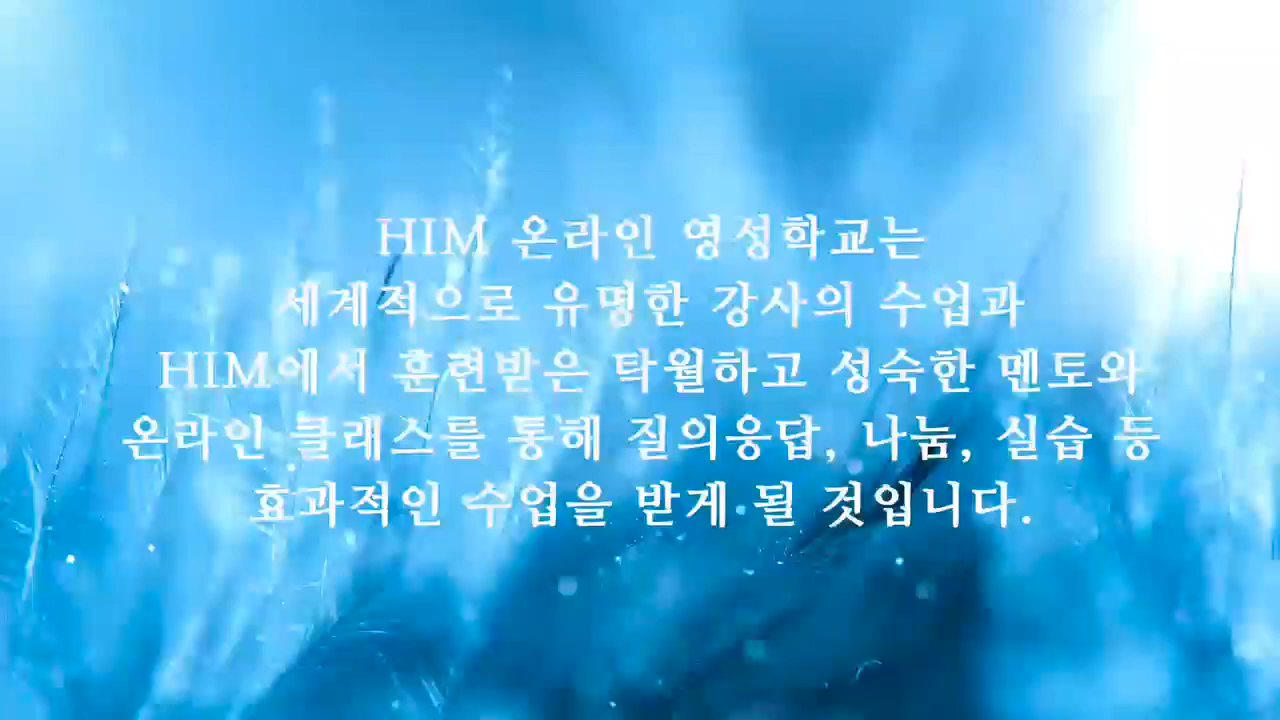 HIM 온라인 영성학교는
세계적으로 유명한 강사의 수업과
HIM에서 훈련받은 탁월하고 성숙한 멘토와
온라인 클래스를 통해 질의응답, 나눔, 실습 등
효과적인 수업을 받게 될 것입니다.